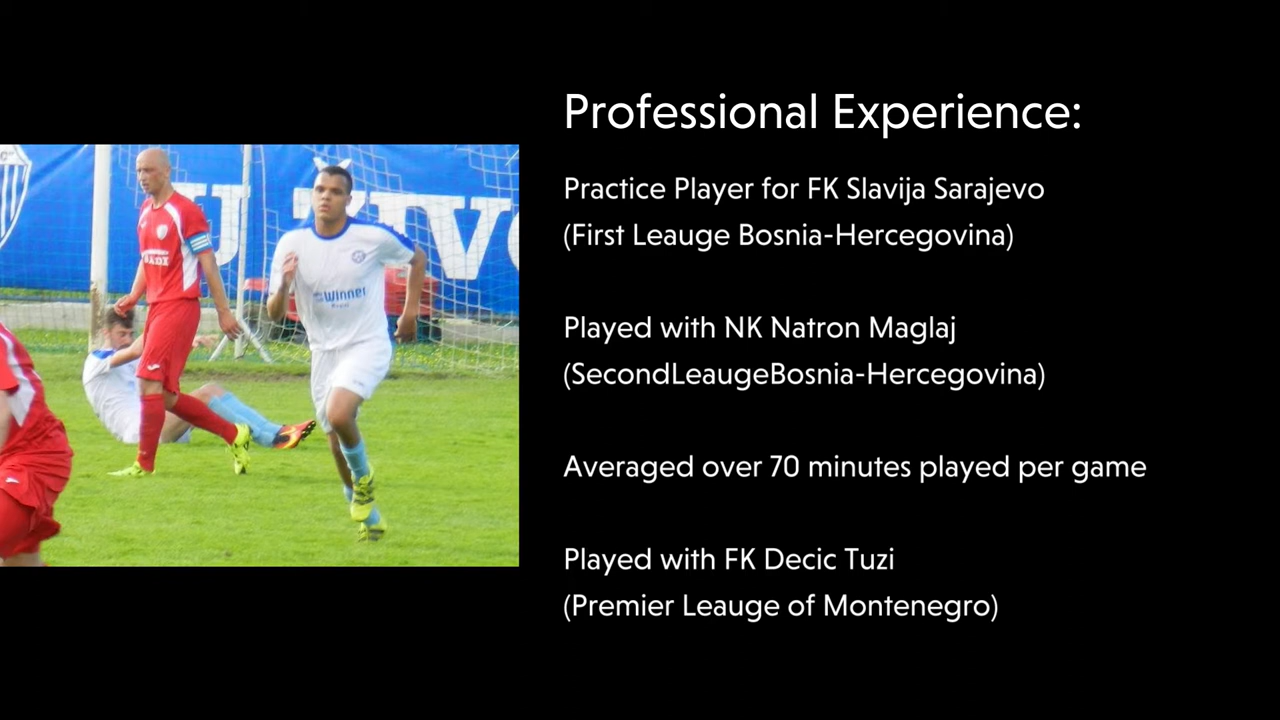 Professional Experience:
Practice Player for FK Slavija Sarajevo
(First Leauge Bosnia-Hercegovina)
Played with NK Natron Maglaj
(SecondLeaugeBosnia-Hercegovina)
Averaged over 70 minutes played per game
Played with FK Decic Tuzi
(Premier Leauge of Montenegro)
Winner